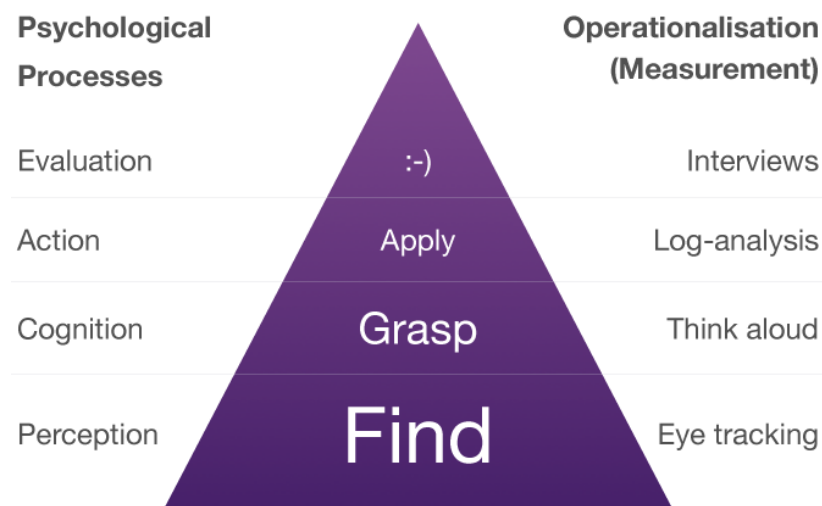 Psychological
Processes
Operationalisation
(Measurement)
Evaluation
:-)
Interviews
Action
Apply
Log-analysis
Cognition
Grasp
Think aloud
Perception
Find
Eye tracking